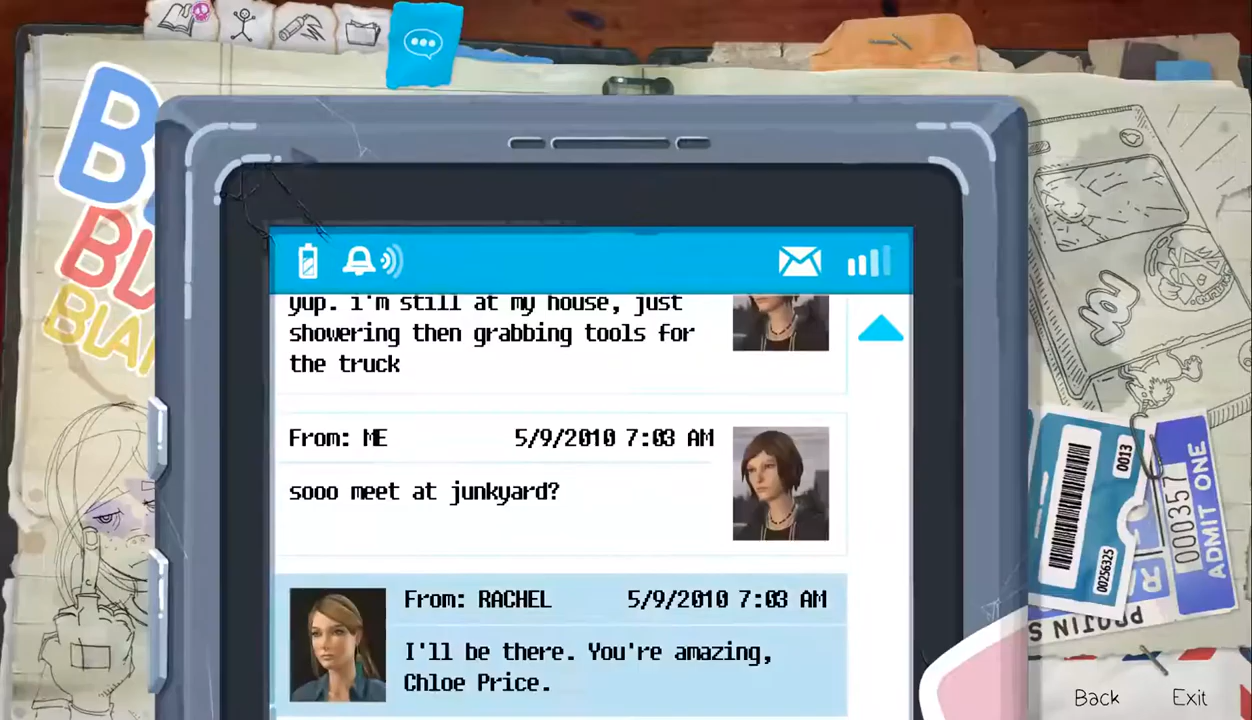 yup. i'm still at my house, just
showering then grabbing tools for
the truck
From: ME 5/9/2010 7:03 AM
sooo meet at junkyard?
From: RACHEL 5/9/2010 7:03 AM
I'll be there. You're amazing,
Chloe Price.
0013
00256325
000357
ADMIT ONE
Back Exit